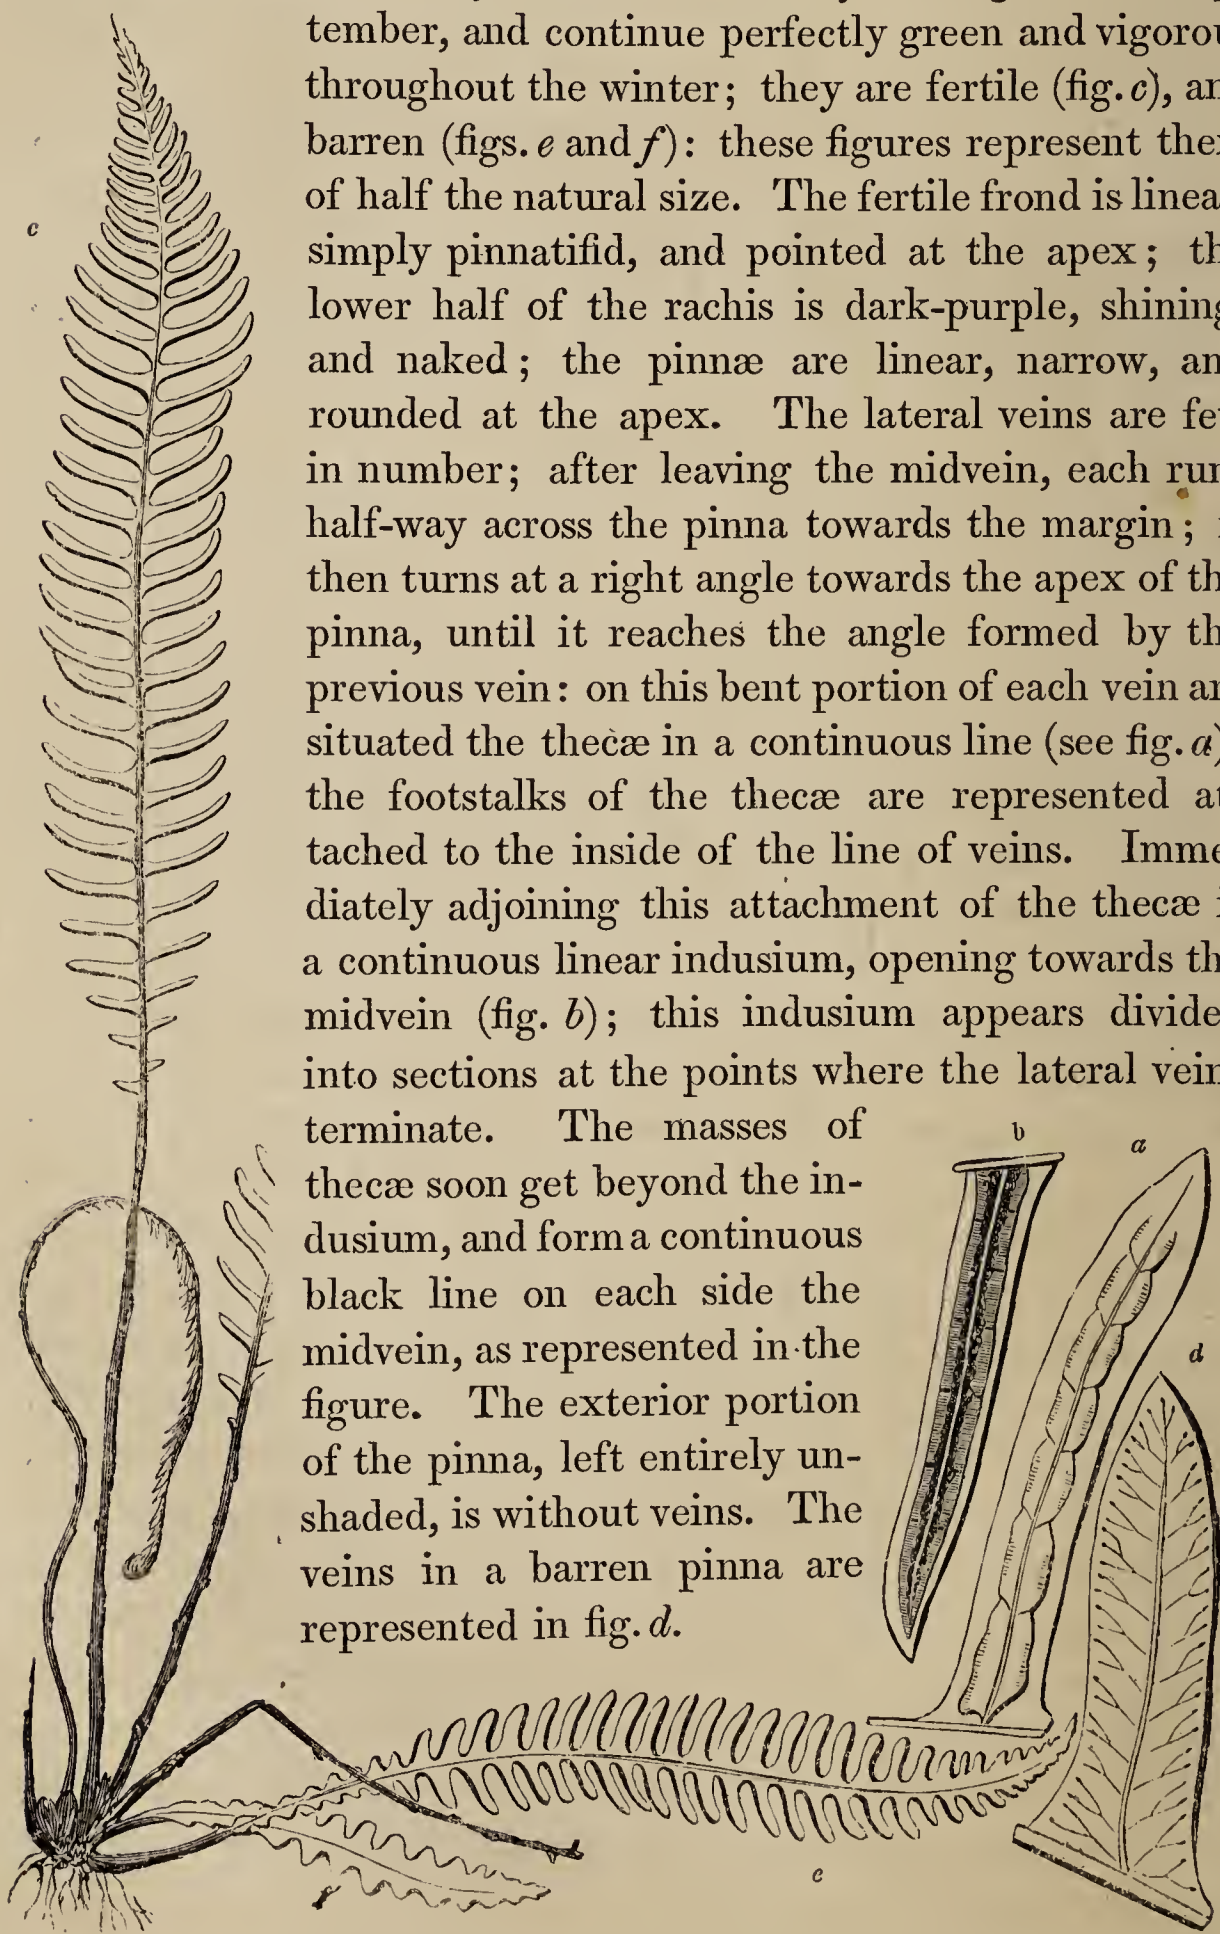 tember, and continue perfectly green and vigorou
throughout the winter; they are fertile (fig. c), an
barren (figs. e and f): these figures represent the
of half the natural size. The fertile frond is linea
simply pinnatifid, and pointed at the apex; th
lower half of the rachis is dark-purple, shining
and naked; the pinnæ are linear, narrow, an
rounded at the apex. The lateral veins are fe
in number; after leaving the midvein, each run
half-way across the pinna towards the margin;
then turns at a right angle towards the apex of th
pinna, until it reaches the angle formed by th
previous vein: on this bent portion of each vein ar
situated the thecæ in a continuous line (see fig. a)
the footstalks of the thecæ are represented at
tached to the inside of the line of veins. Imme
diately adjoining this attachment of the thecæ i
a continuous linear indusium, opening towards th
midvein (fig. b); this indusium appears divide
into sections at the points where the lateral vein
terminate. The masses of
thecæ soon get beyond the in-
dusium, and form a continuous
black line on each side the
midvein, as represented in the
figure. The exterior portion
of the pinna, left entirely un-
shaded, is without veins. The
veins in a barren pinna are
represented in fig. d.
c
b
a
d
e
f